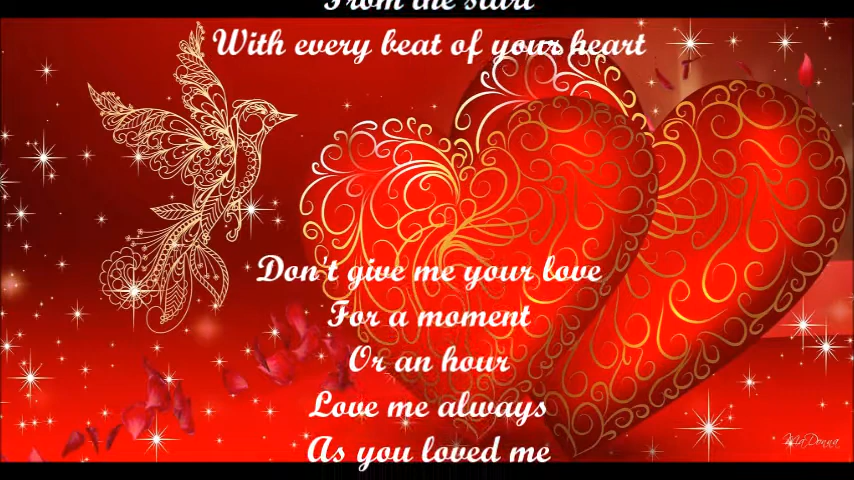 From the start
With every beat of your heart
Don't give me your love
For a moment
Or an hour
Love me always
As you loved me
MaDonna